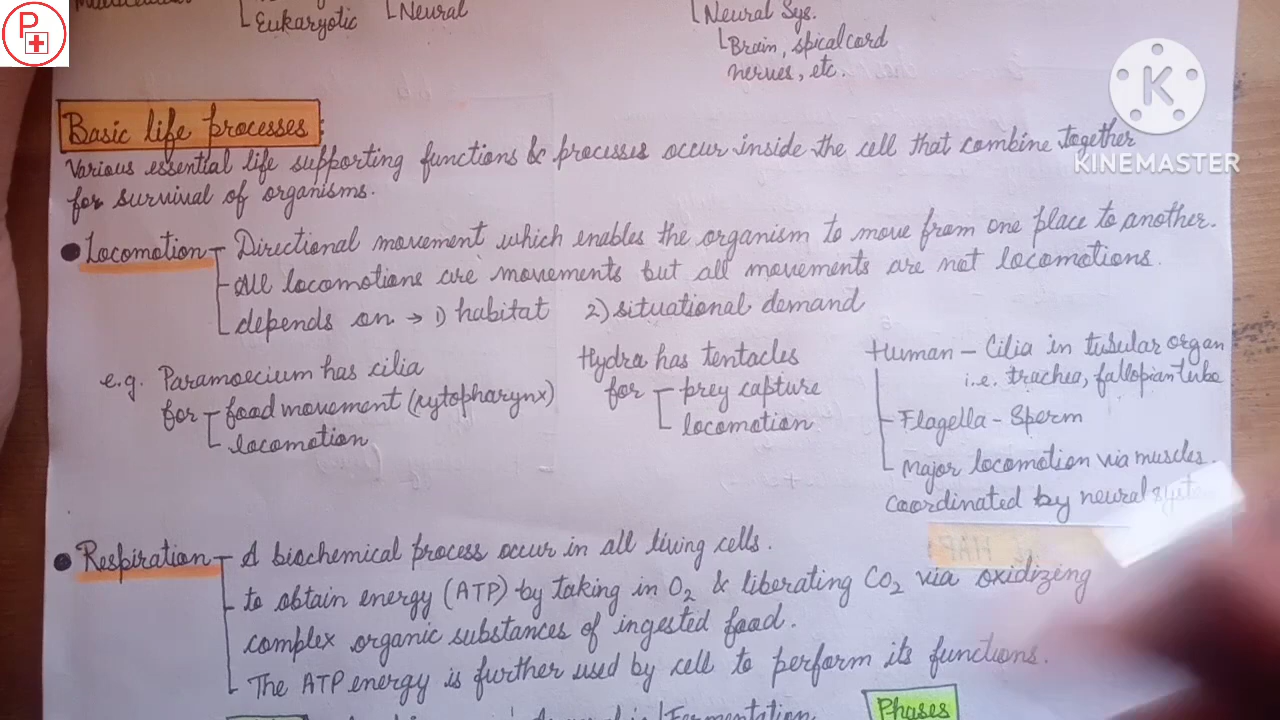 P
Eukaryotic
Neural
Neural Sys.
Brain, spical cord
nerves, etc.
KINEMASTER
Basic life processes:
Various essential life supporting functions & processes occur inside the cell that combine together
for survival of organisms.
Locomotion - Directional movement which enables the organism to move from one place to another.
All locomotions are movements but all movements are not locomotions.
depends on → 1) habitat 2) situational demand
e.g. Paramoecium has cilia
for food movement (cytopharynx)
locomotion
Hydra has tentacles
for prey capture
locomotion
Human - Cilia in tubular organ
i.e. trachea, fallopian tube
Flagella - Sperm
Major locomotion via muscles
coordinated by neural system
Respiration - A biochemical process occur in all living cells.
to obtain energy (ATP) by taking in O₂ & liberating CO₂ via oxidizing
complex organic substances of ingested food.
The ATP energy is further used by cell to perform its functions.
Fermentation
Phases